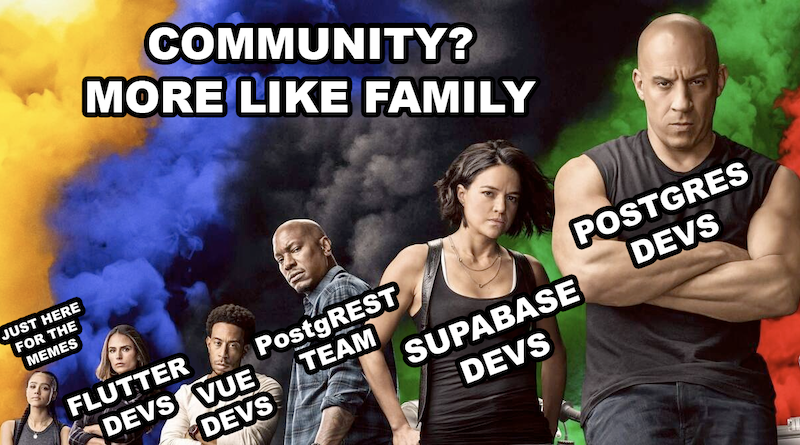 COMMUNITY?
MORE LIKE FAMILY
JUST HERE
FOR THE
MEMES
FLUTTER
DEVS
VUE
DEVS
PostgREST
TEAM
SUPABASE
DEVS
POSTGRES
DEVS